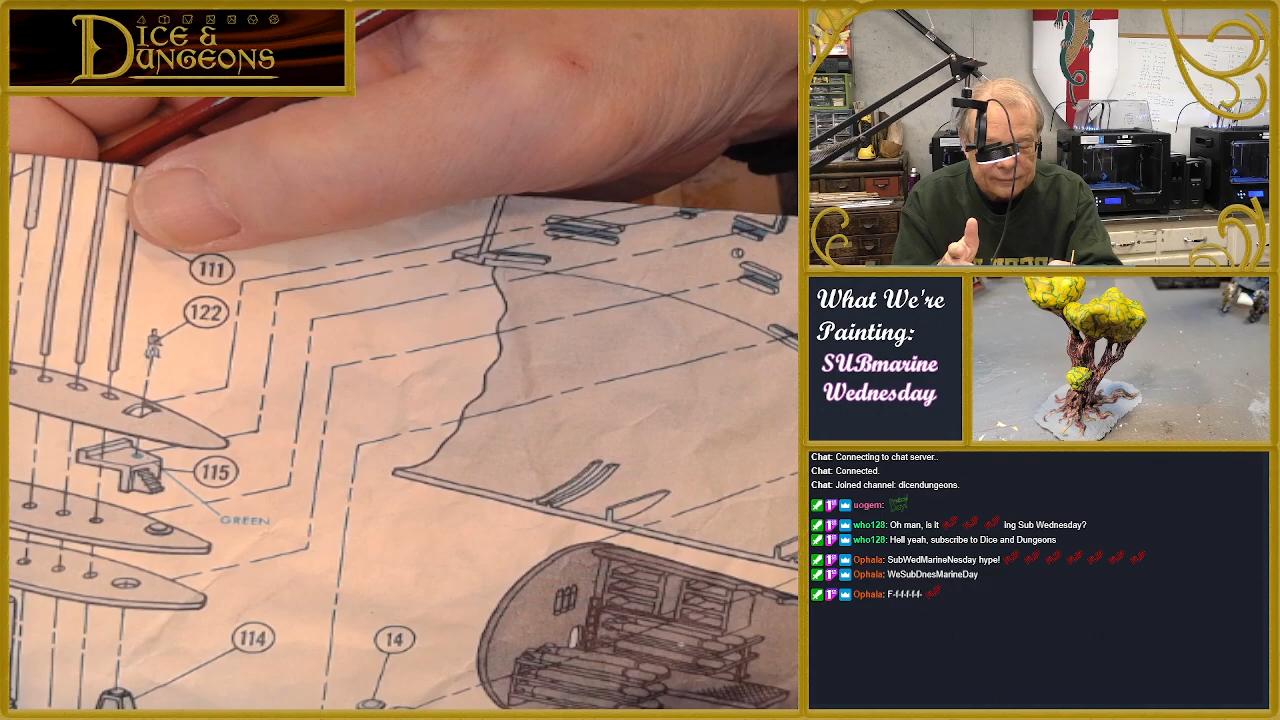 DICE &
DUNGEONS
111
122
115
GREEN
114
14
What We're
Painting:
SUBmarine
Wednesday
Chat: Connecting to chat server..
Chat: Connected.
Chat: Joined channel: dicendungeons.
uogem:
who128: Oh man, is it ing Sub Wednesday?
who128: Hell yeah, subscribe to Dice and Dungeons
Ophala: SubWedMarineNesday hype!
Ophala: WeSubDnesMarineDay
Ophala: F-f-f-f-f-f-